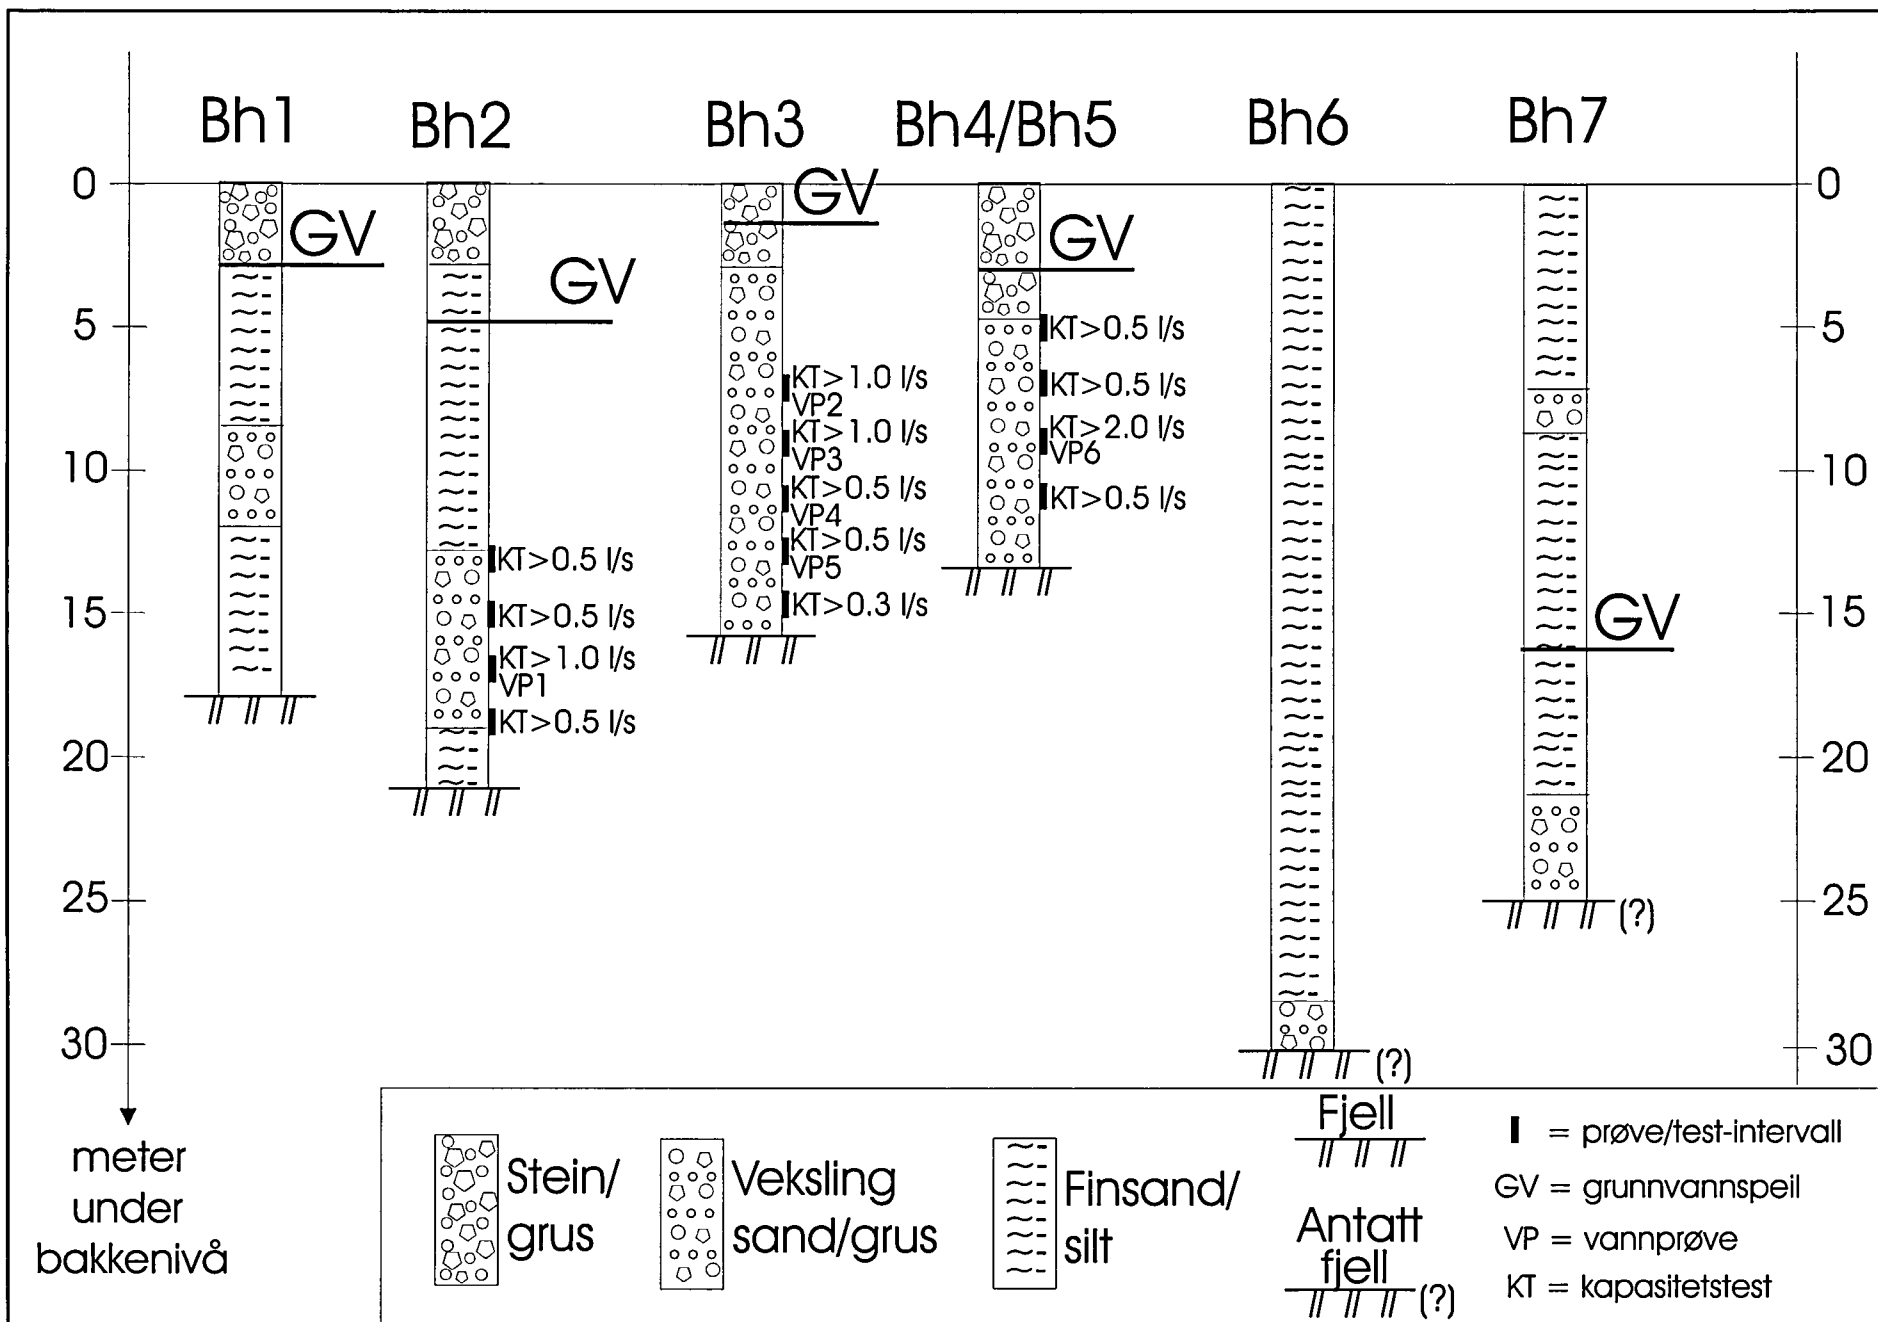 Bh1 Bh2 Bh3 Bh4/Bh5 Bh6 Bh7
0
5
10
15
20
25
30
meter
under
bakkenivå
GV
GV
KT>0.5 l/s
KT>0.5 l/s
KT>1.0 l/s
VP1
KT>0.5 l/s
GV
KT>1.0 l/s
VP2
KT>1.0 l/s
VP3
KT>0.5 l/s
VP4
KT>0.5 l/s
VP5
KT>0.3 l/s
GV
KT>0.5 l/s
KT>0.5 l/s
KT>2.0 l/s
VP6
KT>0.5 l/s
(?)
GV
(?)
0
5
10
15
20
25
30
Stein/
grus
Veksling
sand/grus
Finsand/
silt
Fjell
Antatt
fjell
(?)
= prøve/test-intervall
GV = grunnvannspeil
VP = vannprøve
KT = kapasitetstest